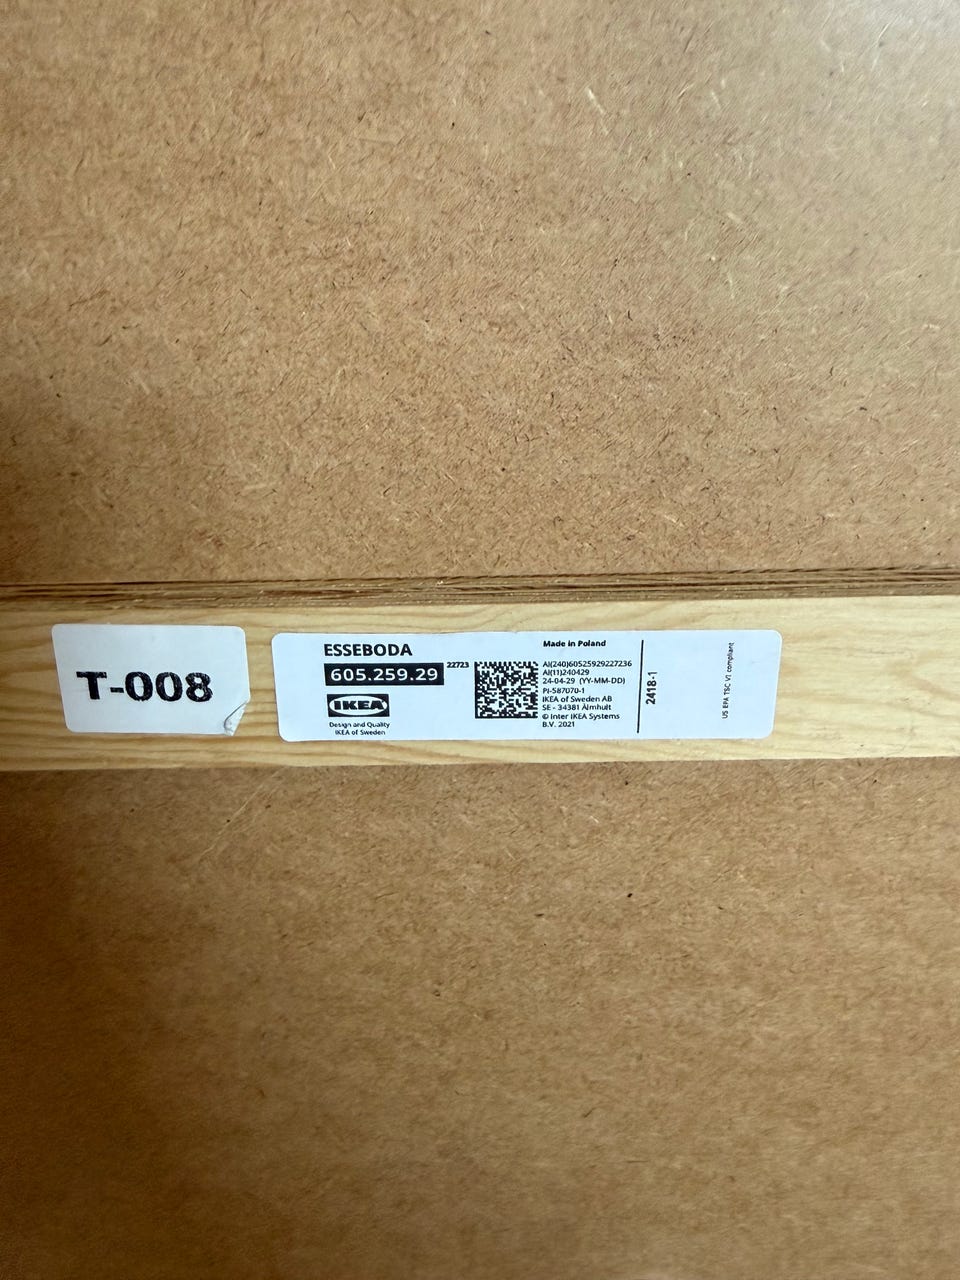 T-008
ESSEBODA
605.259.29
22723
IKEA
Design and Quality
IKEA of Sweden
Made in Poland
AI(240)60525929227236
AI(11)240429
24-04-29 (YY-MM-DD)
PI-587070-1
IKEA of Sweden AB
SE - 34381 Älmhult
© Inter IKEA Systems
B.V. 2021
2418-1
US EPA TSC VI compliant